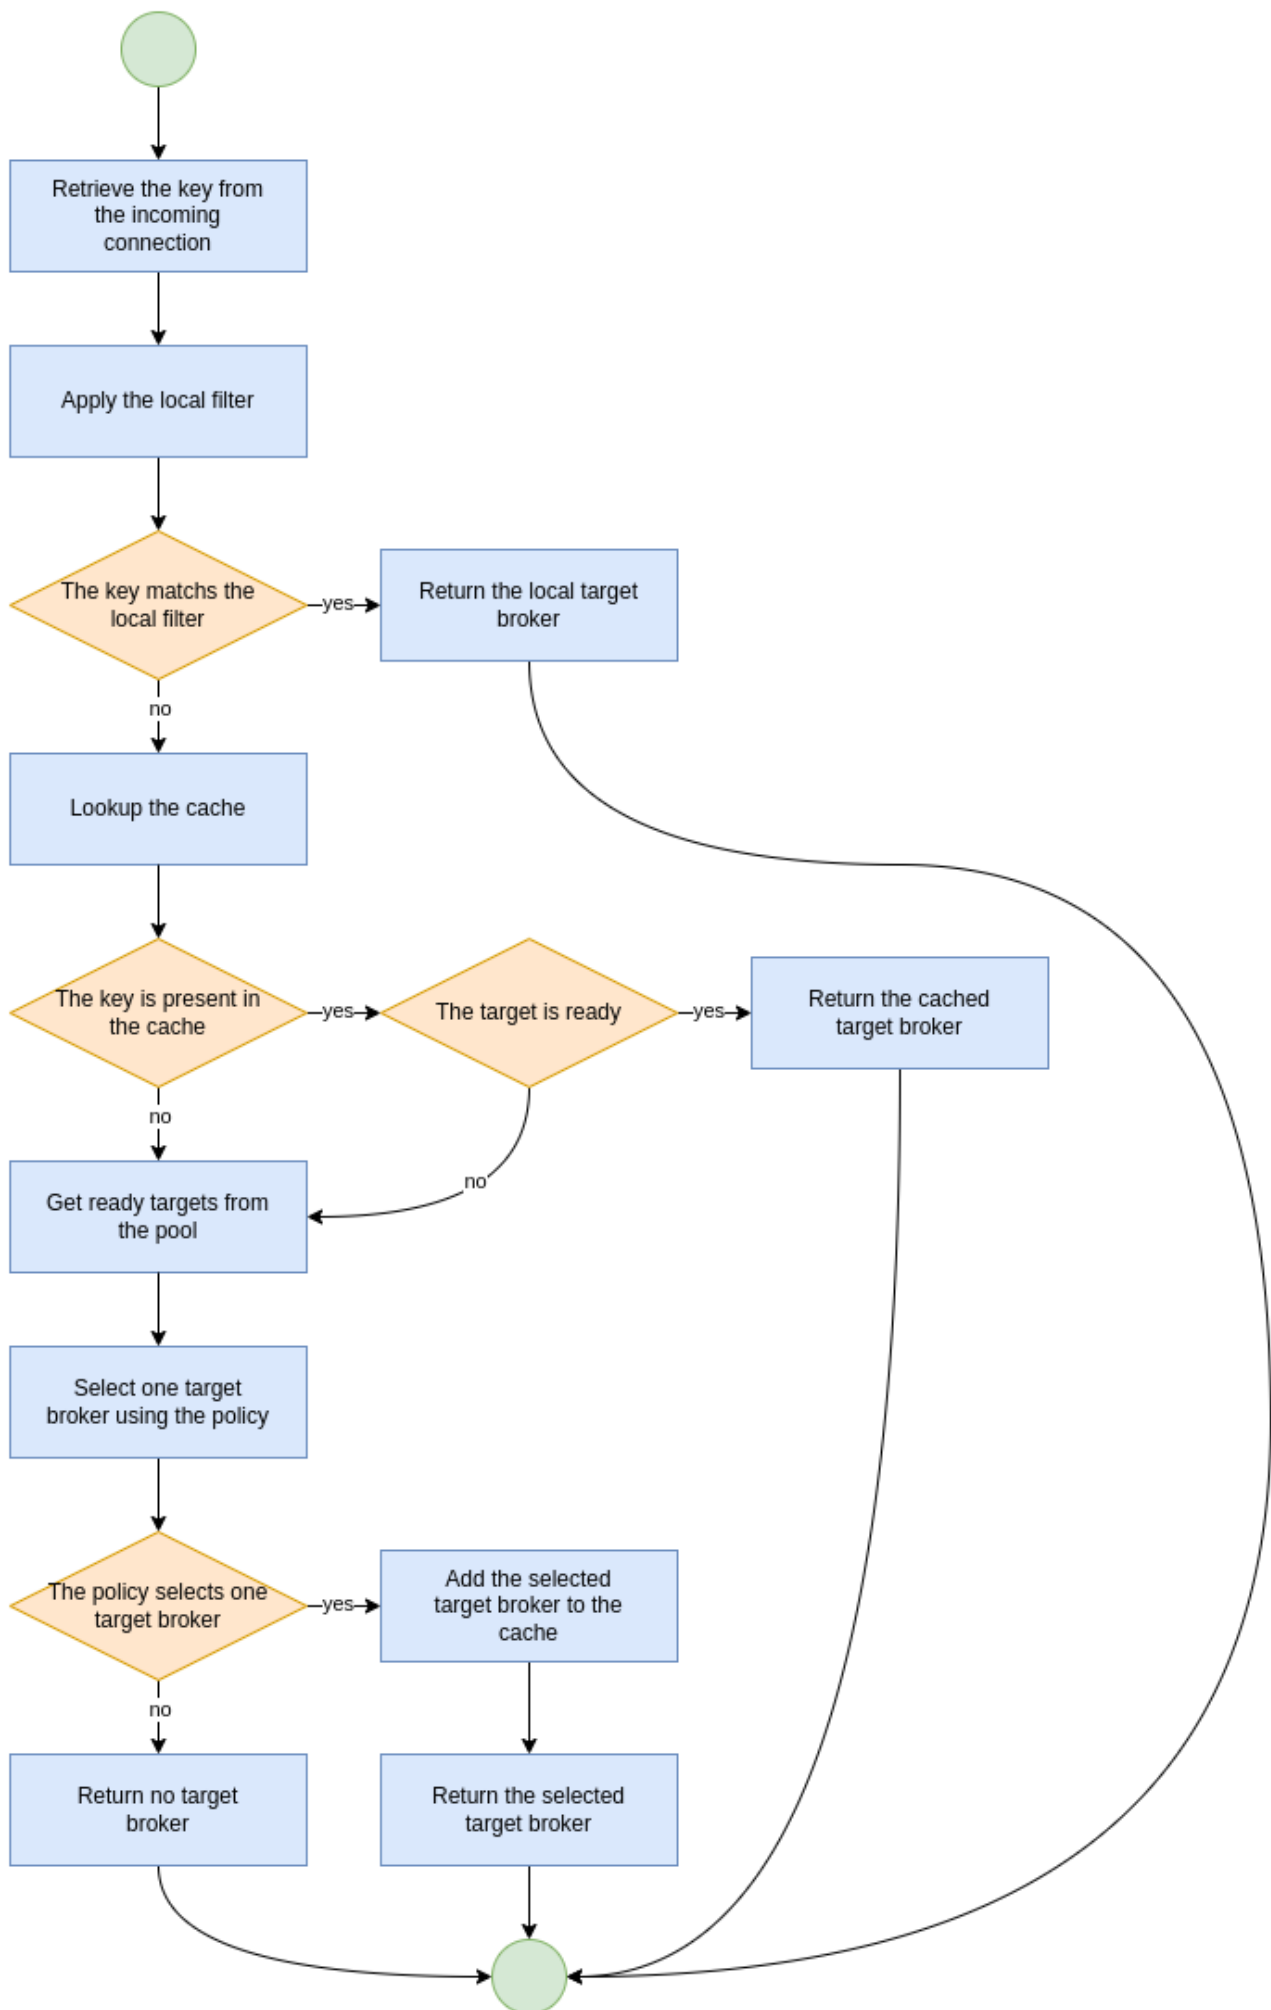 Retrieve the key from
the incoming
connection
Apply the local filter
The key matchs the
local filter
yes
Return the local target
broker
no
Lookup the cache
The key is present in
the cache
yes
The target is ready
yes
Return the cached
target broker
no
no
Get ready targets from
the pool
Select one target
broker using the policy
The policy selects one
target broker
yes
Add the selected
target broker to the
cache
no
Return no target
broker
Return the selected
target broker